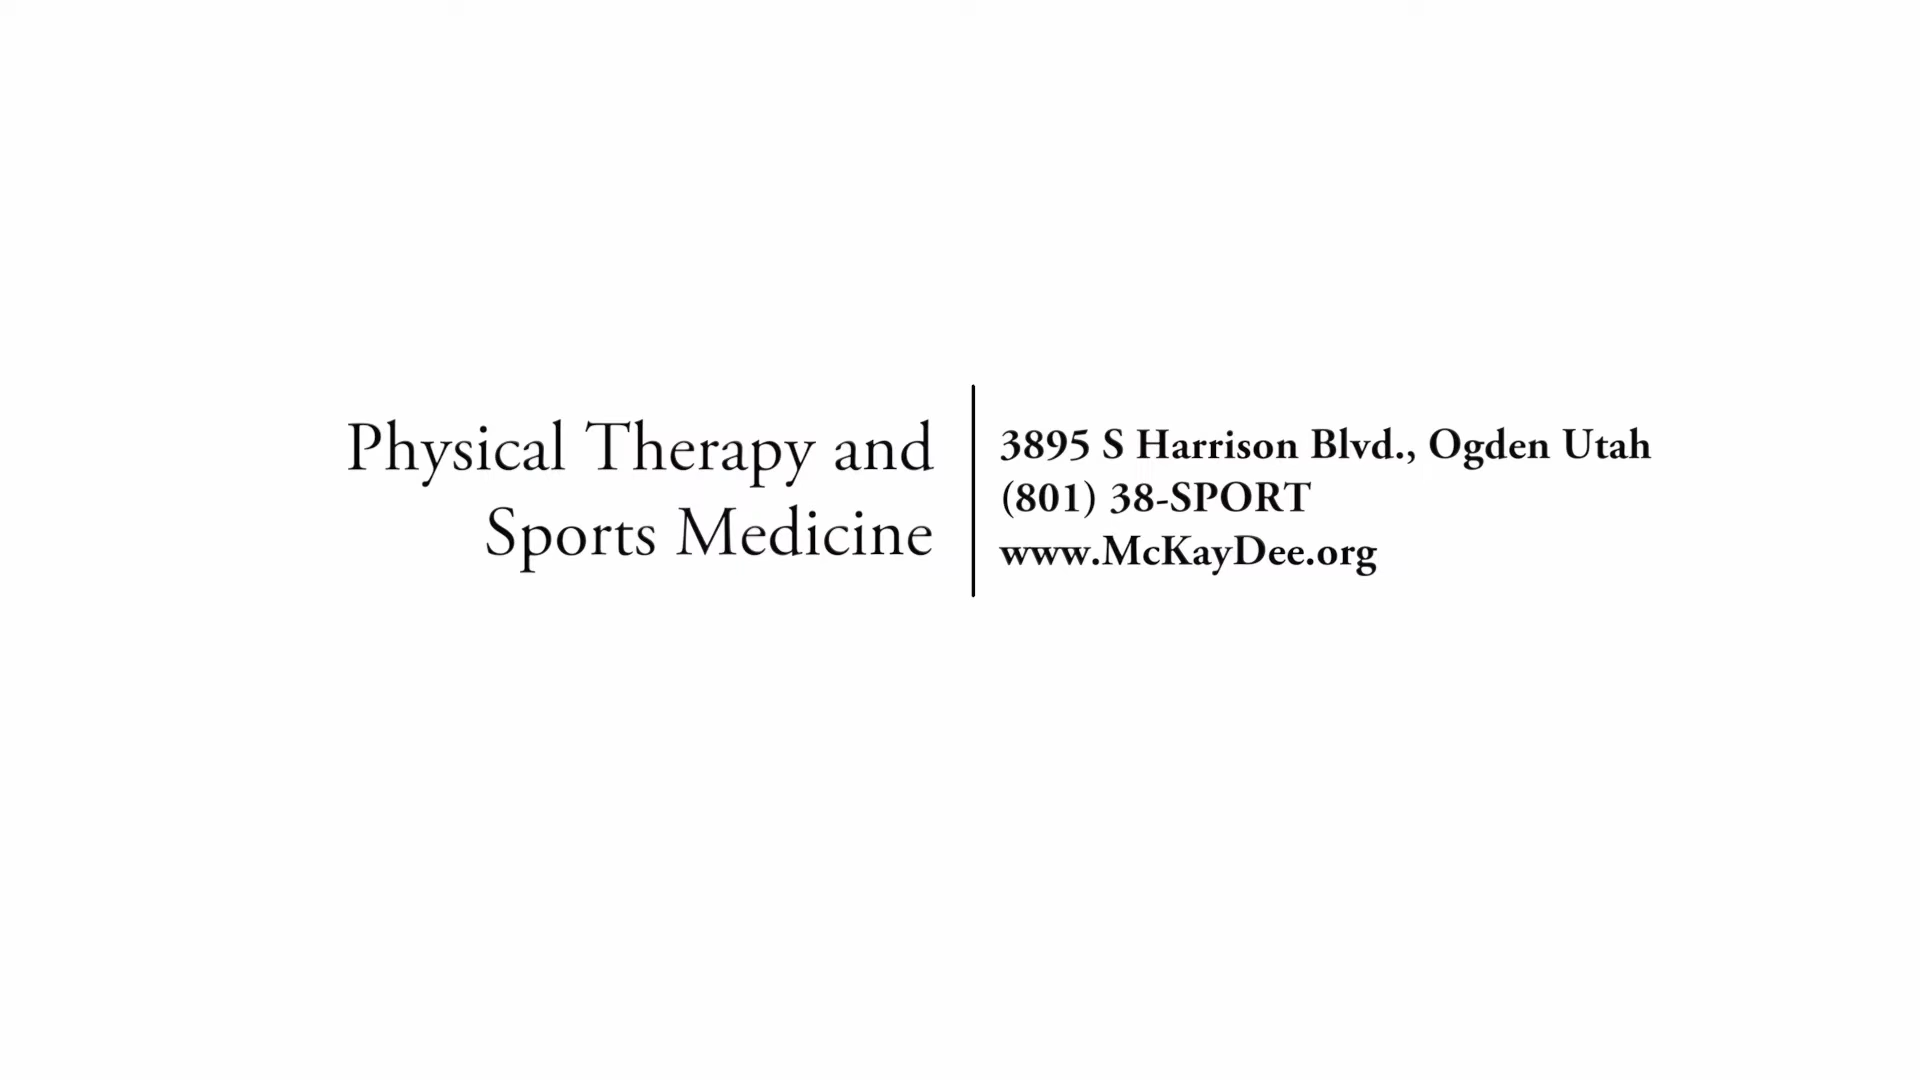 Physical Therapy and
Sports Medicine
3895 S Harrison Blvd., Ogden Utah
(801) 38-SPORT
www.McKayDee.org